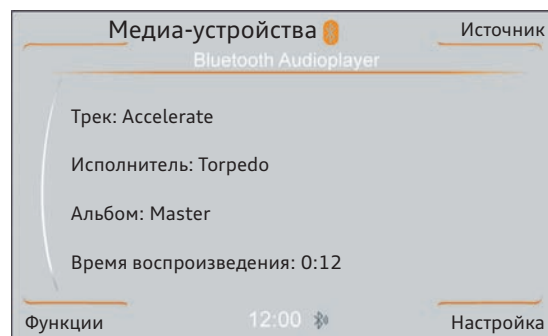 Медиа-устройства
Источник
Bluetooth Audioplayer
Трек: Accelerate
Исполнитель: Torpedo
Альбом: Master
Время воспроизведения: 0:12
Функции
12:00
Настройка